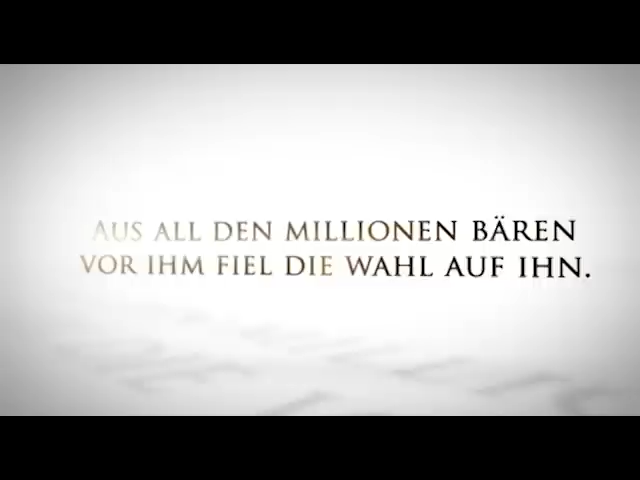 AUS ALL DEN MILLIONEN BÄREN
VOR IHM FIEL DIE WAHL AUF IHN.